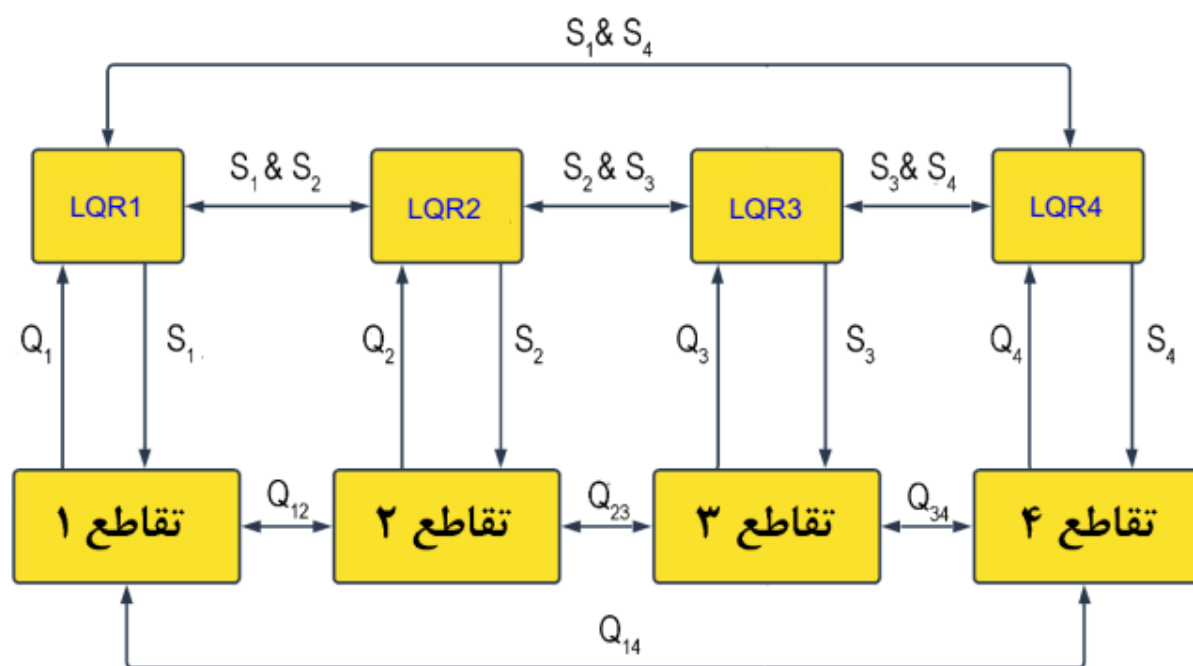 S₁& S₄
S₁ & S₂
S₂ & S₃
S₃& S₄
LQR1
LQR2
LQR3
LQR4
Q₁
S₁
Q₂
S₂
Q₃
S₃
Q₄
S₄
تقاطع ۱
Q₁₂
تقاطع ۲
Q₂₃
تقاطع ۳
Q₃₄
تقاطع ۴
Q₁₄